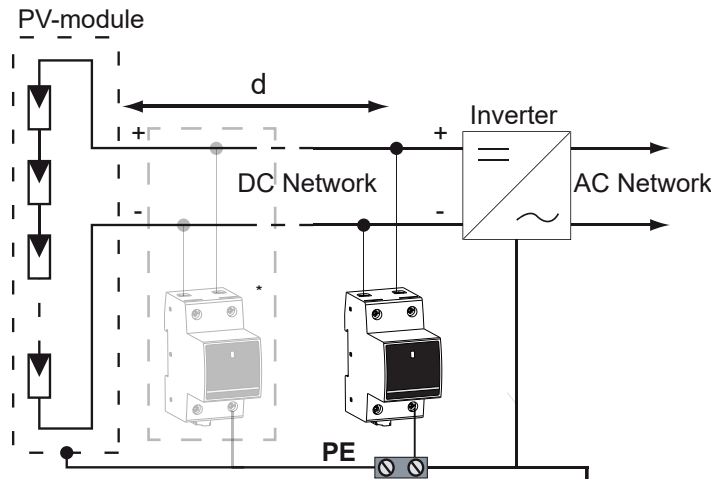 PV-module
d
Inverter
+ +
DC Network
AC Network
- -
*
PE